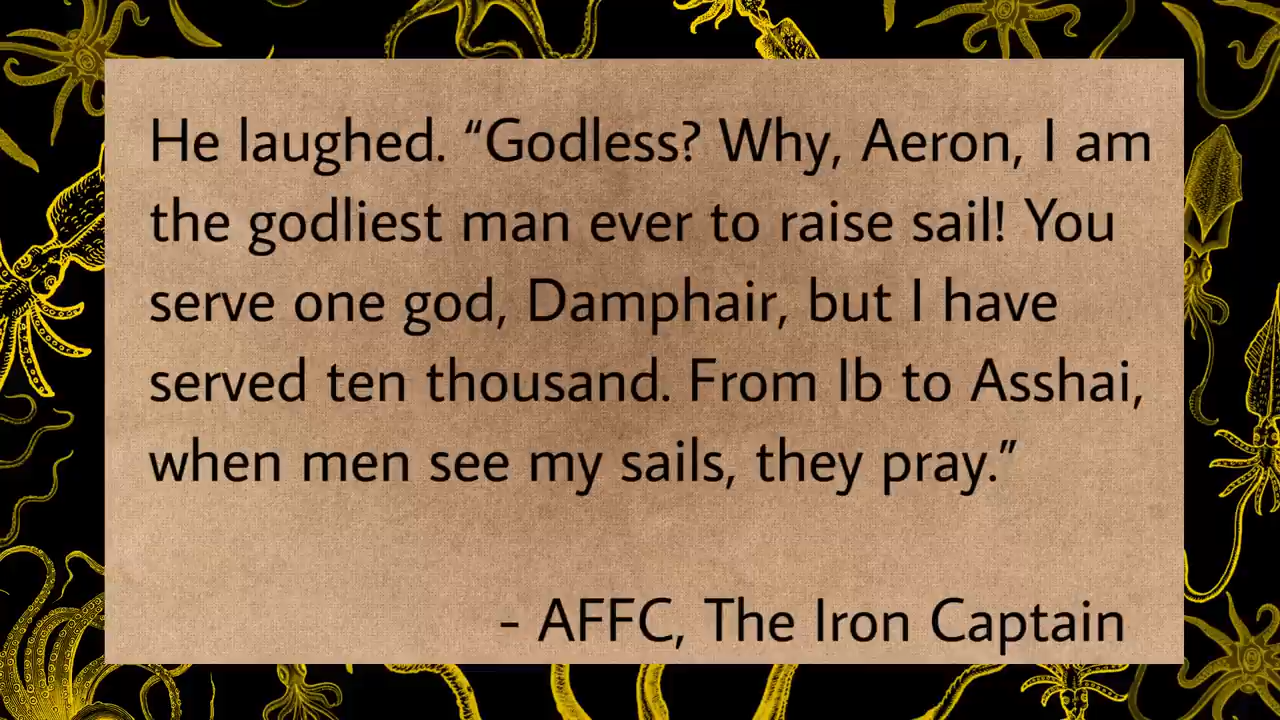 He laughed. “Godless? Why, Aeron, I am
the godliest man ever to raise sail! You
serve one god, Damphair, but I have
served ten thousand. From Ib to Asshai,
when men see my sails, they pray.”
- AFFC, The Iron Captain